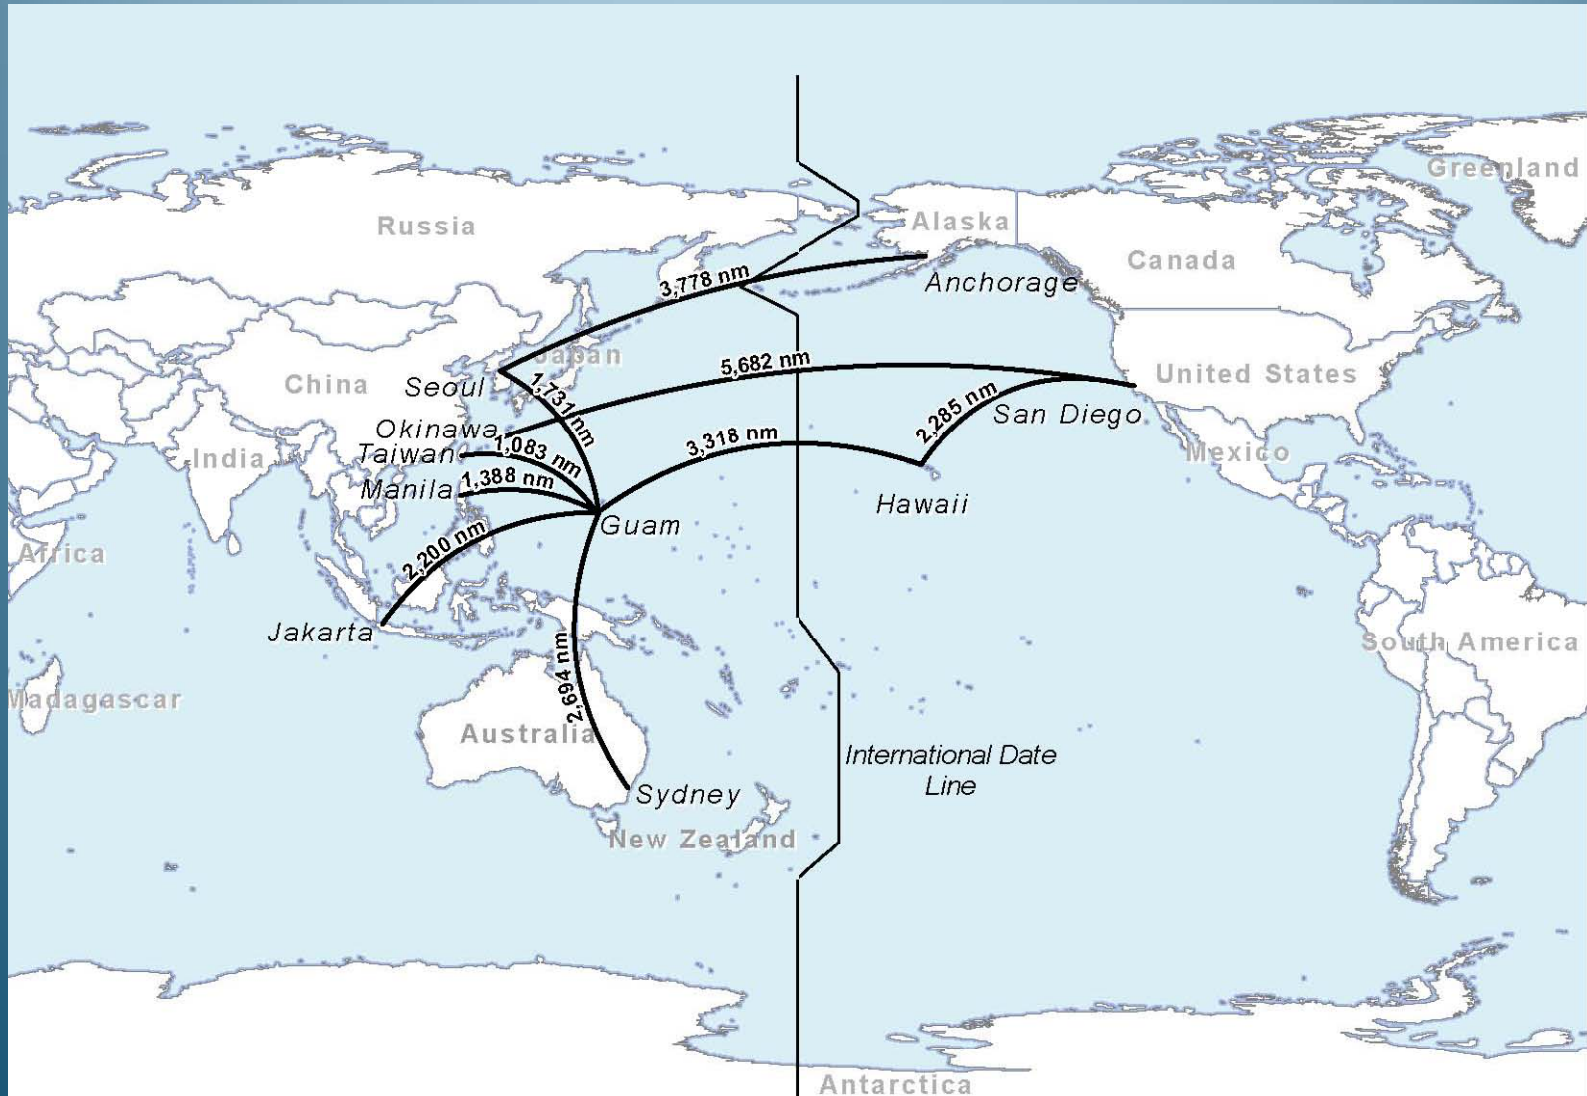 Greenland
Russia
Alaska
Canada
3,778 nm
Anchorage
Japan
5,682 nm
China
Seoul
1,731 nm
United States
2,285 nm
San Diego
Okinawa
Taiwan
1,083 nm
3,318 nm
India
Mexico
Manila
1,388 nm
Hawaii
Guam
Africa
2,200 nm
Jakarta
South America
2,694 nm
Madagascar
Australia
International Date
Line
Sydney
New Zealand
Antarctica